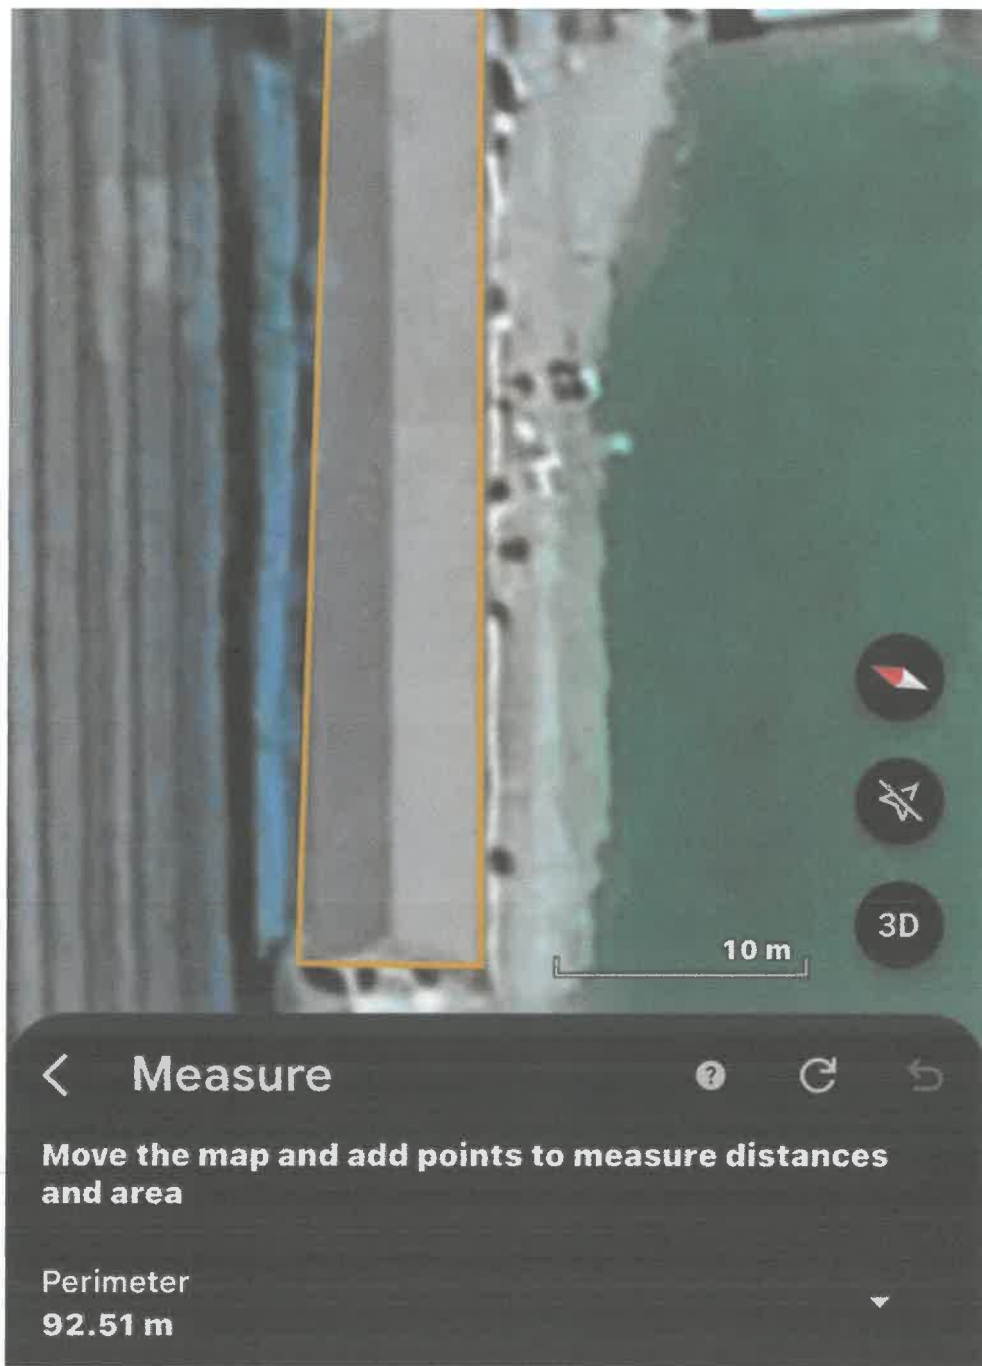 3D
10 m
Measure
Move the map and add points to measure distances
and area
Perimeter
92.51 m